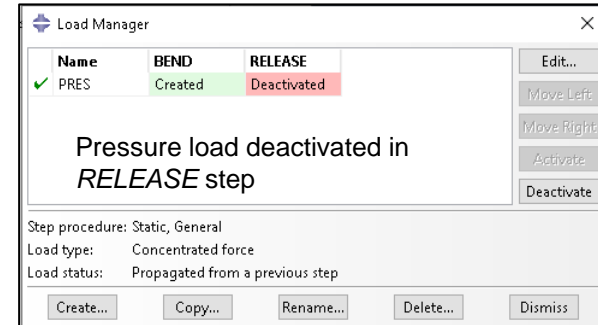 Load Manager
Name BEND RELEASE Edit...
PRES Created Deactivated Move Left
Move Right
Pressure load deactivated in
RELEASE step
Activate
Deactivate
Step procedure: Static, General
Load type: Concentrated force
Load status: Propagated from a previous step
Create... Copy... Rename... Delete... Dismiss